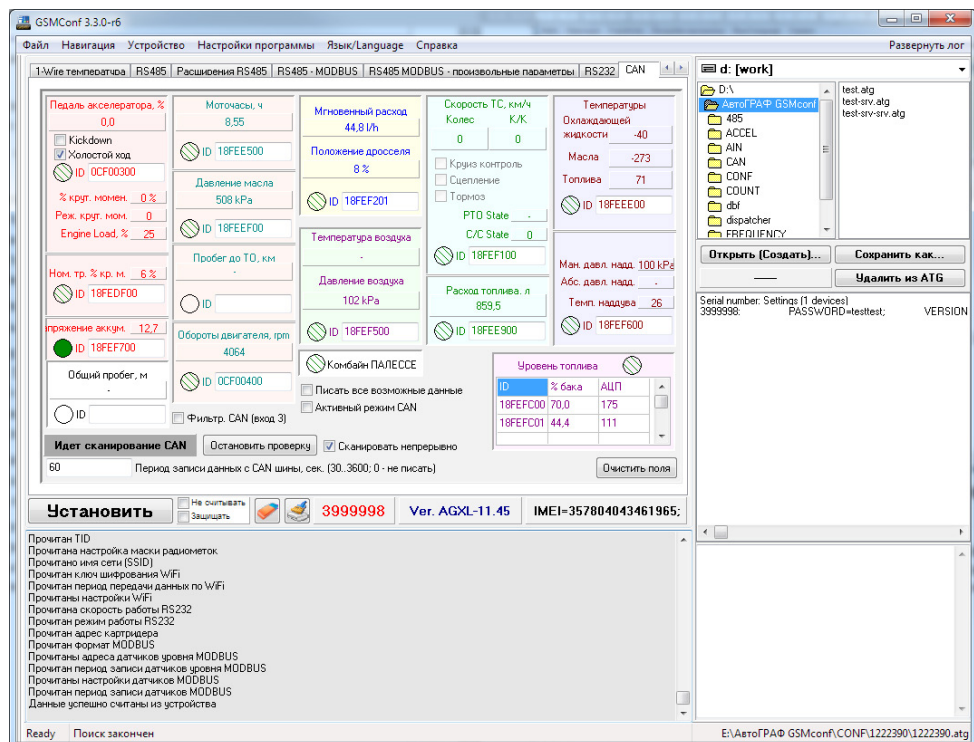 GSMConf 3.3.0-r6
Файл Навигация Устройство Настройки программы Язык/Language Справка Развернуть лог
1-Wire температура RS485 Расширения RS485 RS485 - MODBUS RS485 MODBUS - произвольные параметры RS232 CAN
Педаль акселератора, %
0,0
Kickdown
Холостой ход
ID 0CF00300
% крут. момен. 0 %
Реж. крут. мом. 0
Engine Load, % 25
Ном. тр. % кр. м. 6 %
ID 18FEDF00
пряжение аккум. 12,7
ID 18FEF700
Общий пробег, м
-
ID
Моточасы, ч
8,55
ID 18FEE500
Давление масла
508 kPa
ID 18FEEF00
Пробег до ТО, км
-
ID
Обороты двигателя, rpm
4064
ID 0CF00400
Фильтр. CAN (вход 3)
Мгновенный расход
44,8 l/h
Положение дросселя
8 %
ID 18FEF201
Температура воздуха
-
Давление воздуха
102 kPa
ID 18FEF500
Комбайн ПАЛЕССЕ
Писать все возможные данные
Активный режим CAN
Скорость ТС, км/ч
Колес К/К
0 0
Круиз контроль
Сцепление
Тормоз
PTO State -
C/C State 0
ID 18FEF100
Расход топлива. л
859,5
ID 18FEE900
Температуры
Охлаждающей
жидкости -40
Масла -273
Топлива 71
ID 18FEEE00
Ман. давл. надд. 100 kPa
Абс. давл. надд. -
Темп. наддува 26
ID 18FEF600
Уровень топлива
ID % бака АЦП
18FEFC00 70,0 175
18FEFC01 44,4 111
Идет сканирование CAN Остановить проверку Сканировать непрерывно
60 Период записи данных с CAN шины, сек. (30..3600; 0 - не писать) Очистить поля
Установить Не считывать
Защищать
3999998 Ver. AGXL-11.45 IMEI=357804043461965;
Прочитан TID
Прочитана настройка маски радиометок
Прочитано имя сети (SSID)
Прочитан ключ шифрования WiFi
Прочитан период передачи данных по WiFi
Прочитаны настройки WiFi
Прочитана скорость работы RS232
Прочитан режим работы RS232
Прочитан адрес картридера
Прочитан формат MODBUS
Прочитаны адреса датчиков уровня MODBUS
Прочитан период записи датчиков уровня MODBUS
Прочитаны настройки датчиков MODBUS
Прочитан период записи датчиков MODBUS
Данные успешно считаны из устройства
d: [work]
D:\
АвтоГРАФ GSMconf
485
ACCEL
AIN
CAN
CONF
COUNT
dbf
dispatcher
FREQUENCY
test.atg
test-srv.atg
test-srv-srv.atg
Открыть (Создать)... Сохранить как...
Удалить из ATG
Serial number: Settings (1 devices)
3999998: PASSWORD=testtest; VERSION
Ready Поиск закончен E:\АвтоГРАФ GSMconf\CONF\1222390\1222390.atg